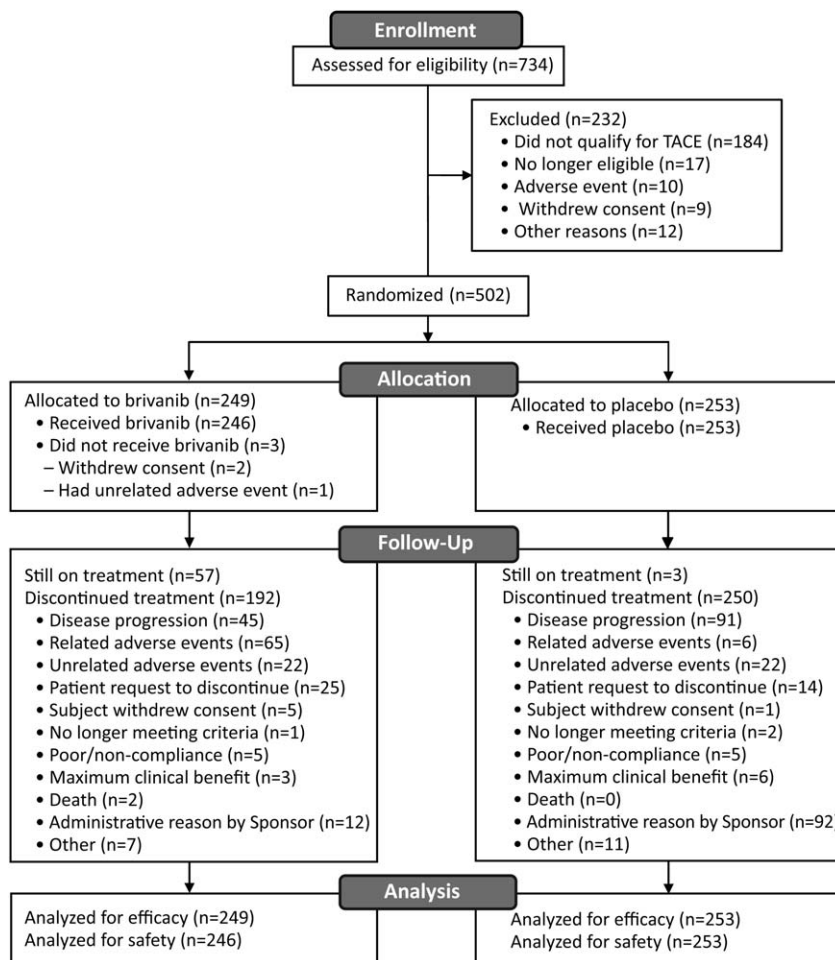 Enrollment
Assessed for eligibility (n=734)
Excluded (n=232)
• Did not qualify for TACE (n=184)
• No longer eligible (n=17)
• Adverse event (n=10)
• Withdrew consent (n=9)
• Other reasons (n=12)
Randomized (n=502)
Allocation
Allocated to brivanib (n=249)
• Received brivanib (n=246)
• Did not receive brivanib (n=3)
– Withdrew consent (n=2)
– Had unrelated adverse event (n=1)
Allocated to placebo (n=253)
• Received placebo (n=253)
Follow-Up
Still on treatment (n=57)
Discontinued treatment (n=192)
• Disease progression (n=45)
• Related adverse events (n=65)
• Unrelated adverse events (n=22)
• Patient request to discontinue (n=25)
• Subject withdrew consent (n=5)
• No longer meeting criteria (n=1)
• Poor/non-compliance (n=5)
• Maximum clinical benefit (n=3)
• Death (n=2)
• Administrative reason by Sponsor (n=12)
• Other (n=7)
Still on treatment (n=3)
Discontinued treatment (n=250)
• Disease progression (n=91)
• Related adverse events (n=6)
• Unrelated adverse events (n=22)
• Patient request to discontinue (n=14)
• Subject withdrew consent (n=1)
• No longer meeting criteria (n=2)
• Poor/non-compliance (n=5)
• Maximum clinical benefit (n=6)
• Death (n=0)
• Administrative reason by Sponsor (n=92)
• Other (n=11)
Analysis
Analyzed for efficacy (n=249)
Analyzed for safety (n=246)
Analyzed for efficacy (n=253)
Analyzed for safety (n=253)